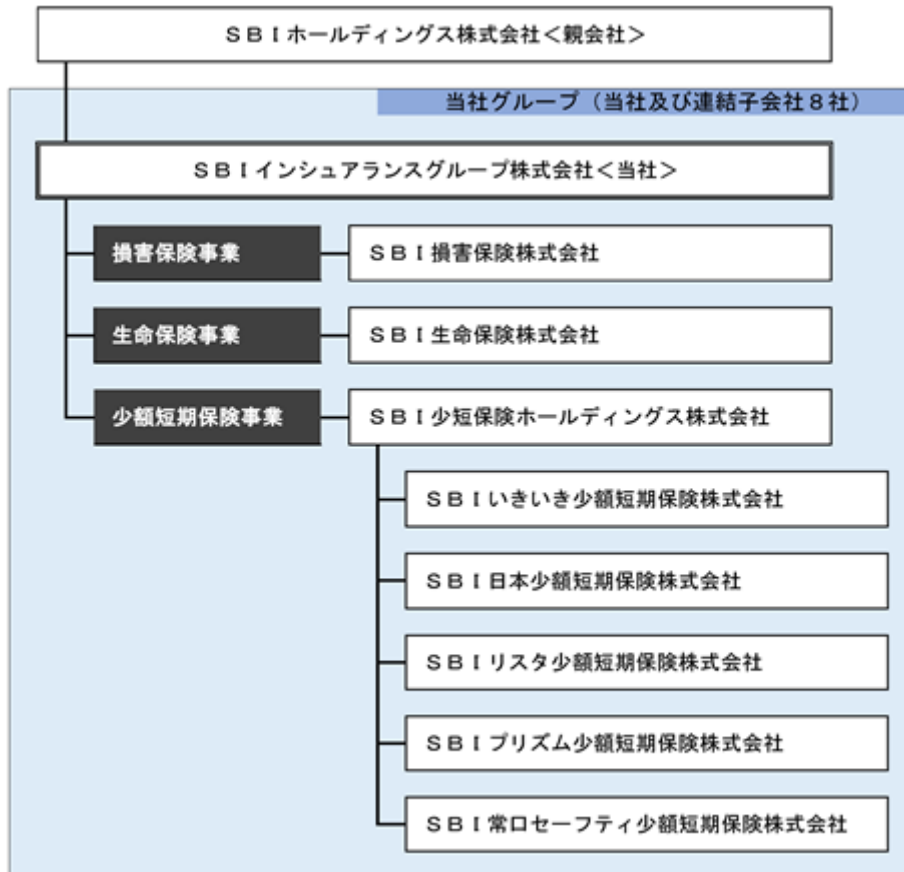 ＳＢＩホールディングス株式会社＜親会社＞
当社グループ（当社及び連結子会社８社）
ＳＢＩインシュアランスグループ株式会社＜当社＞
損害保険事業
ＳＢＩ損害保険株式会社
生命保険事業
ＳＢＩ生命保険株式会社
少額短期保険事業
ＳＢＩ少短保険ホールディングス株式会社
ＳＢＩいきいき少額短期保険株式会社
ＳＢＩ日本少額短期保険株式会社
ＳＢＩリスタ少額短期保険株式会社
ＳＢＩプリズム少額短期保険株式会社
ＳＢＩ常口セーフティ少額短期保険株式会社